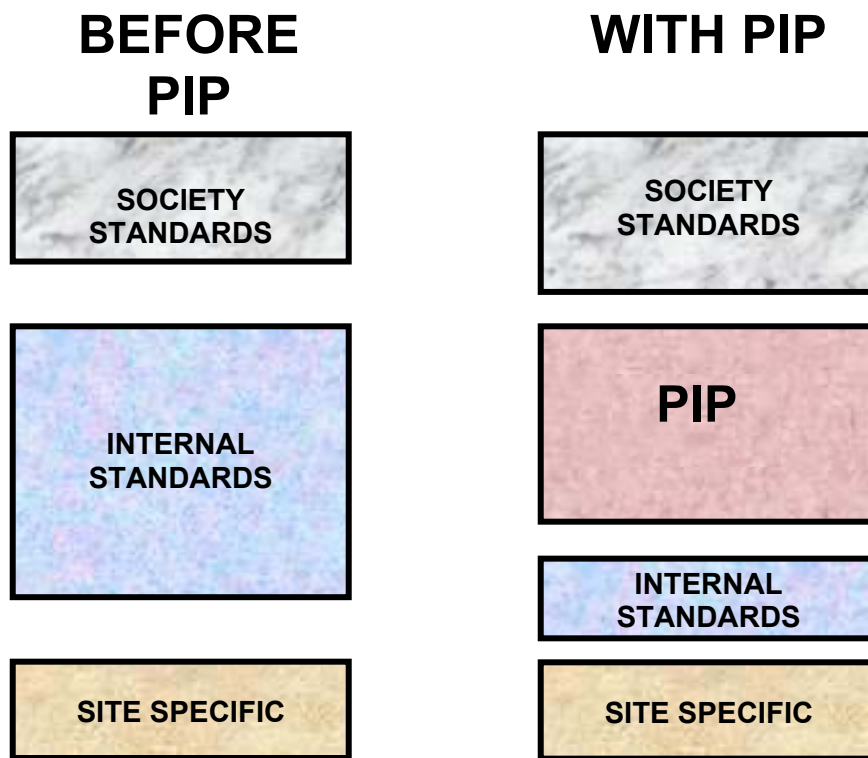 BEFORE
PIP
SOCIETY
STANDARDS
INTERNAL
STANDARDS
SITE SPECIFIC
WITH PIP
SOCIETY
STANDARDS
PIP
INTERNAL
STANDARDS
SITE SPECIFIC